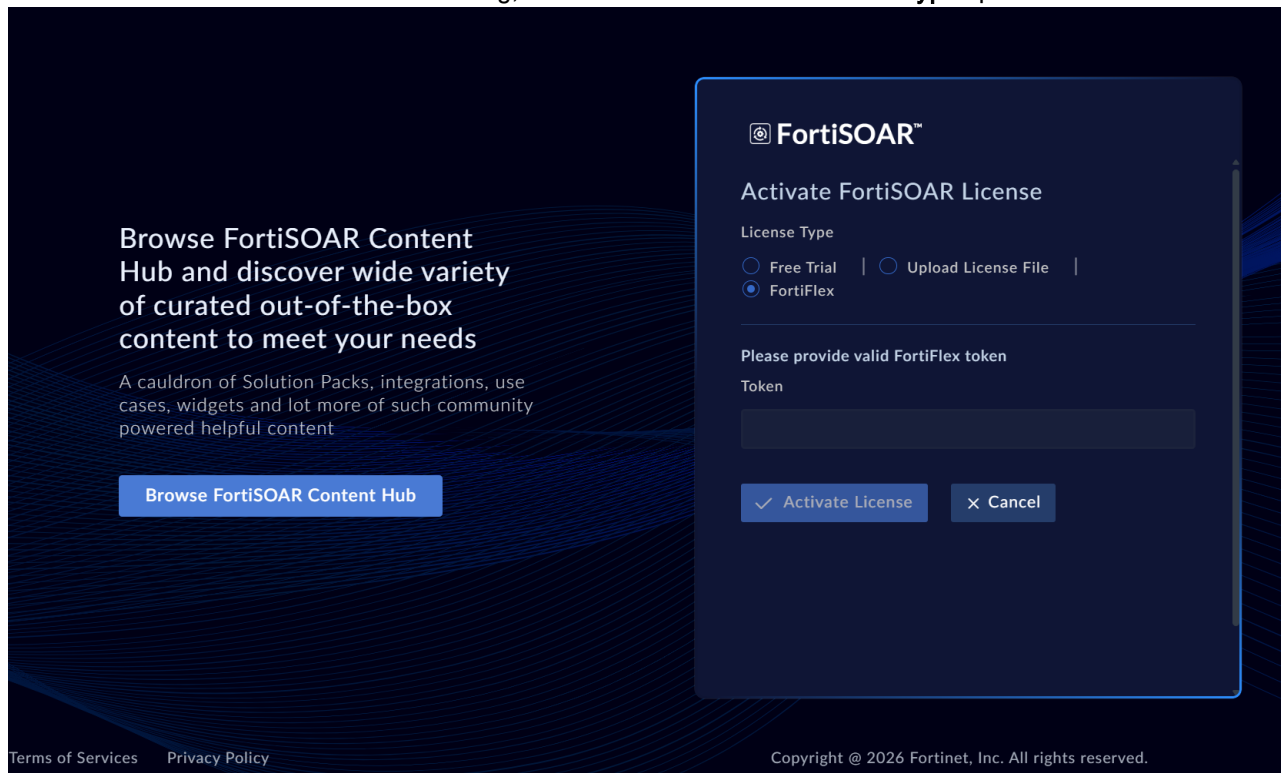 FortiSOAR™
Activate FortiSOAR License
License Type
Free Trial | Upload License File |
FortiFlex
Please provide valid FortiFlex token
Token
Activate License
Cancel
Browse FortiSOAR Content
Hub and discover wide variety
of curated out-of-the-box
content to meet your needs
A cauldron of Solution Packs, integrations, use
cases, widgets and lot more of such community
powered helpful content
Browse FortiSOAR Content Hub
Terms of Services Privacy Policy
Copyright @ 2026 Fortinet, Inc. All rights reserved.